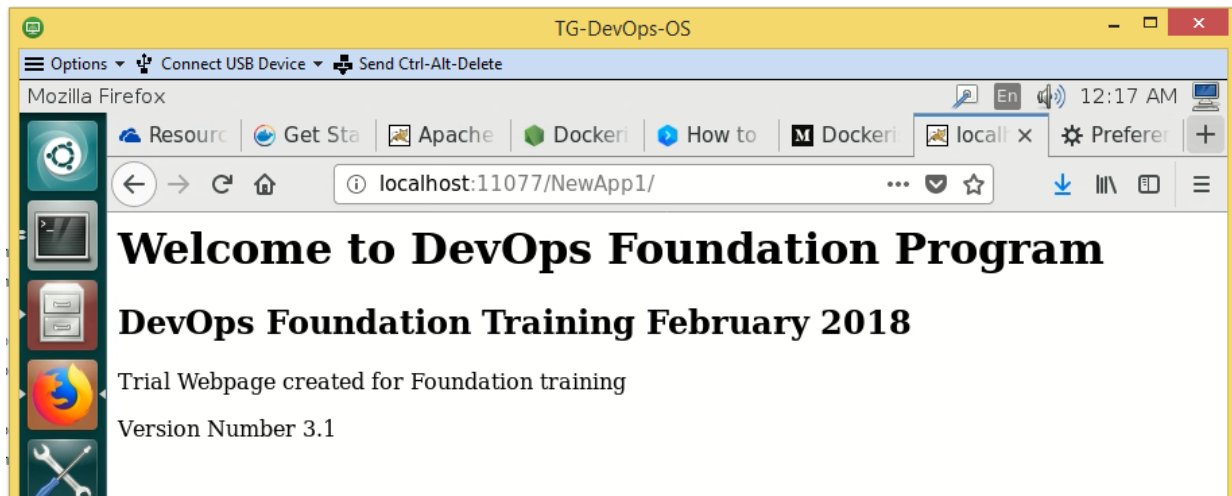 TG-DevOps-OS
Options Connect USB Device Send Ctrl-Alt-Delete
Mozilla Firefox En 12:17 AM
Resourc Get Sta Apache Dockeri How to Dockeri localh Preferen
localhost:11077/NewApp1/
Welcome to DevOps Foundation Program
DevOps Foundation Training February 2018
Trial Webpage created for Foundation training
Version Number 3.1